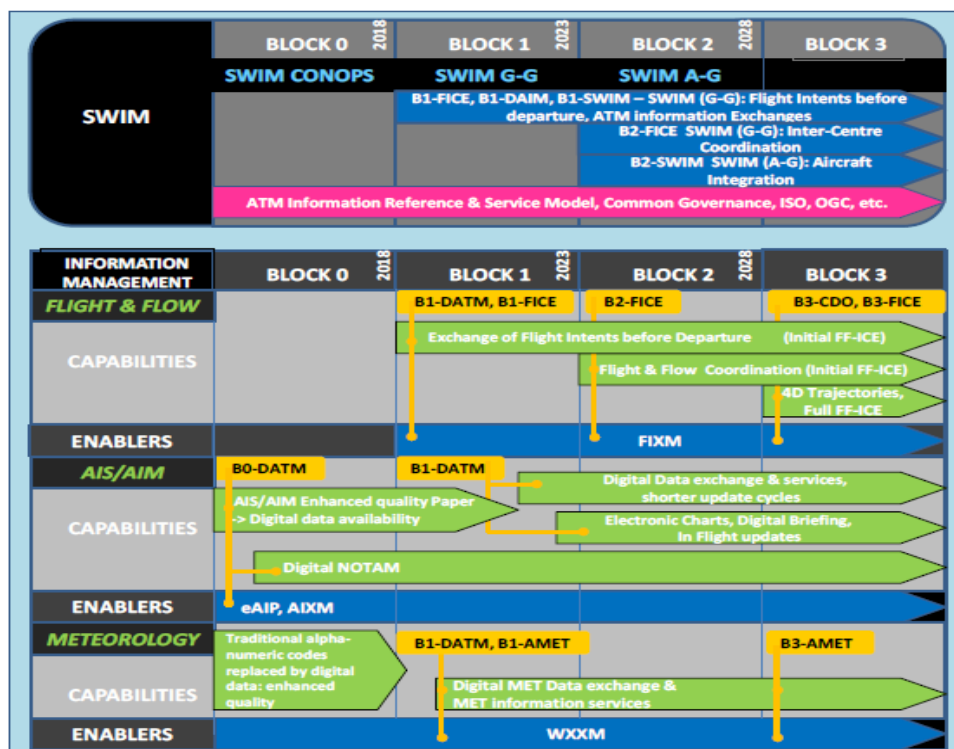 BLOCK 0 2018 BLOCK 1 2023 BLOCK 2 2028 BLOCK 3
SWIM CONOPS SWIM G-G SWIM A-G
SWIM
B1-FICE, B1-DAIM, B1-SWIM – SWIM (G-G): Flight Intents before
departure, ATM information Exchanges
B2-FICE SWIM (G-G): Inter-Centre
Coordination
B2-SWIM SWIM (A-G): Aircraft
Integration
ATM Information Reference & Service Model, Common Governance, ISO, OGC, etc.
INFORMATION
MANAGEMENT
BLOCK 0 2018 BLOCK 1 2023 BLOCK 2 2028 BLOCK 3
FLIGHT & FLOW
B1-DATM, B1-FICE B2-FICE B3-CDO, B3-FICE
CAPABILITIES
Exchange of Flight Intents before Departure (Initial FF-ICE)
Flight & Flow Coordination (Initial FF-ICE)
4D Trajectories,
Full FF-ICE
ENABLERS
FIXM
AIS/AIM
B0-DATM B1-DATM
CAPABILITIES
AIS/AIM Enhanced quality Paper
-> Digital data availability
Digital Data exchange & services,
shorter update cycles
Electronic Charts, Digital Briefing,
In Flight updates
Digital NOTAM
ENABLERS
eAIP, AIXM
METEOROLOGY
Traditional alpha-
numeric codes
replaced by digital
data: enhanced
quality
B1-DATM, B1-AMET B3-AMET
CAPABILITIES
Digital MET Data exchange &
MET information services
ENABLERS
WXXM